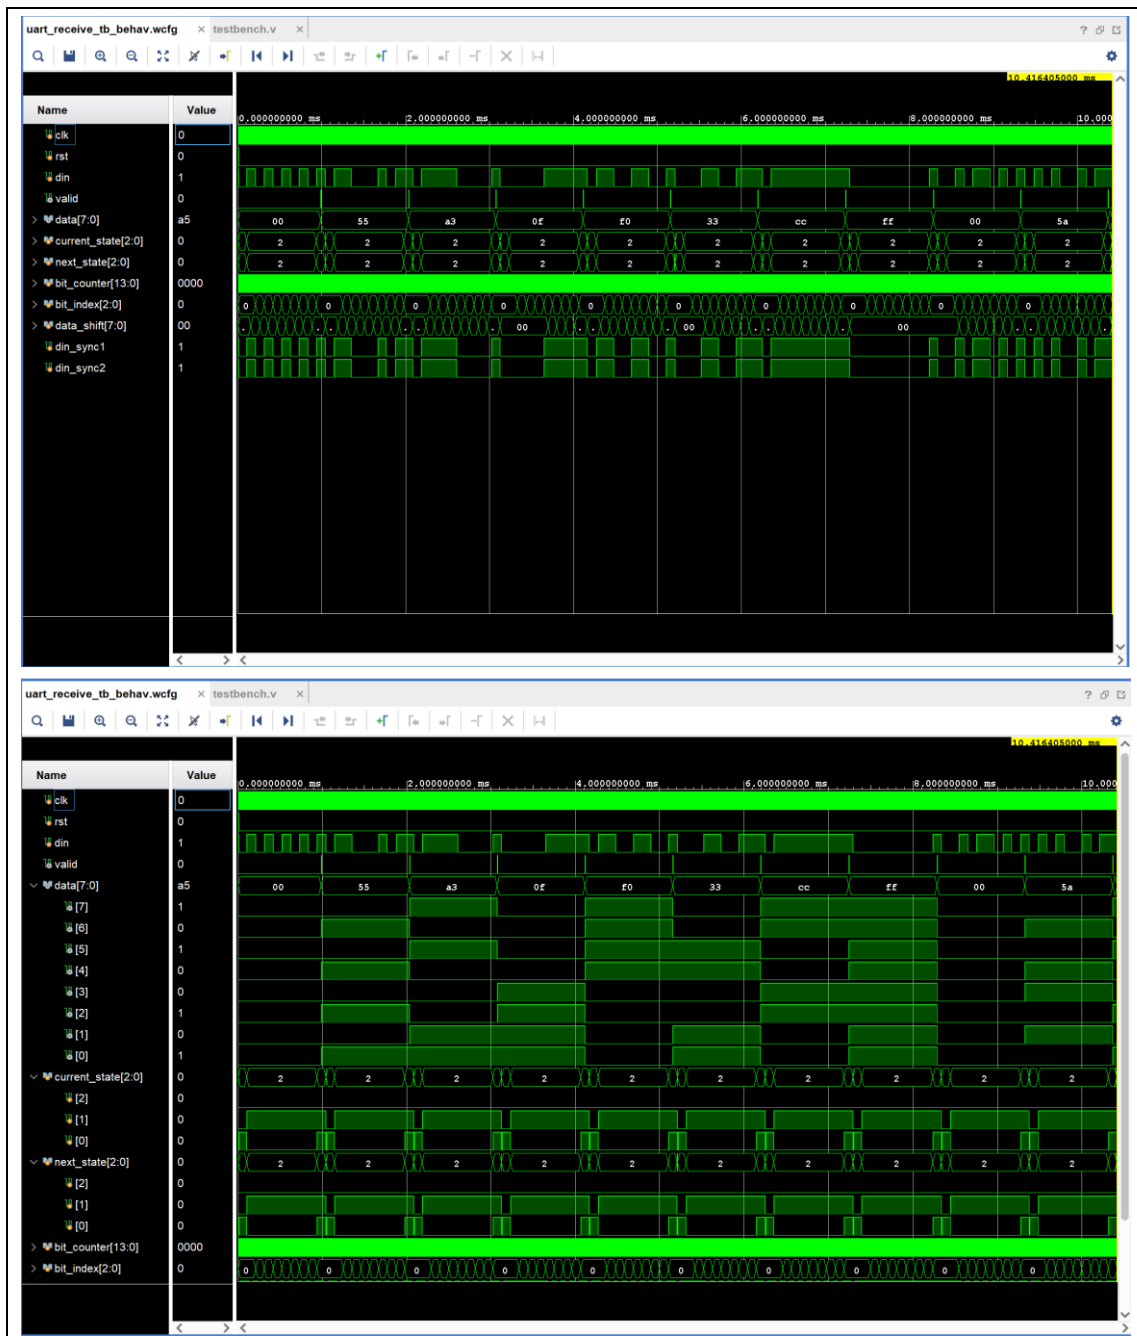 uart_receive_tb_behav.wcfg × testbench.v ×
10.416405000 ms
Name Value
0.000000000 ms 2.000000000 ms 4.000000000 ms 6.000000000 ms 8.000000000 ms 10.000
clk 0
rst 0
din 1
valid 0
data[7:0] a5 00 55 a3 0f f0 33 cc ff 00 5a
current_state[2:0] 0 2 2 2 2 2 2 2 2 2 2
next_state[2:0] 0 2 2 2 2 2 2 2 2 2 2
bit_counter[13:0] 0000
bit_index[2:0] 0 0 0 0 0 0 0 0 0 0 0
data_shift[7:0] 00 00 00 00
din_sync1 1
din_sync2 1
uart_receive_tb_behav.wcfg × testbench.v ×
10.416405000 ms
Name Value
0.000000000 ms 2.000000000 ms 4.000000000 ms 6.000000000 ms 8.000000000 ms 10.000
clk 0
rst 0
din 1
valid 0
data[7:0] a5 00 55 a3 0f f0 33 cc ff 00 5a
[7] 1
[6] 0
[5] 1
[4] 0
[3] 0
[2] 1
[1] 0
[0] 1
current_state[2:0] 0 2 2 2 2 2 2 2 2 2 2
[2] 0
[1] 0
[0] 0
next_state[2:0] 0 2 2 2 2 2 2 2 2 2 2
[2] 0
[1] 0
[0] 0
bit_counter[13:0] 0000
bit_index[2:0] 0 0 0 0 0 0 0 0 0 0 0